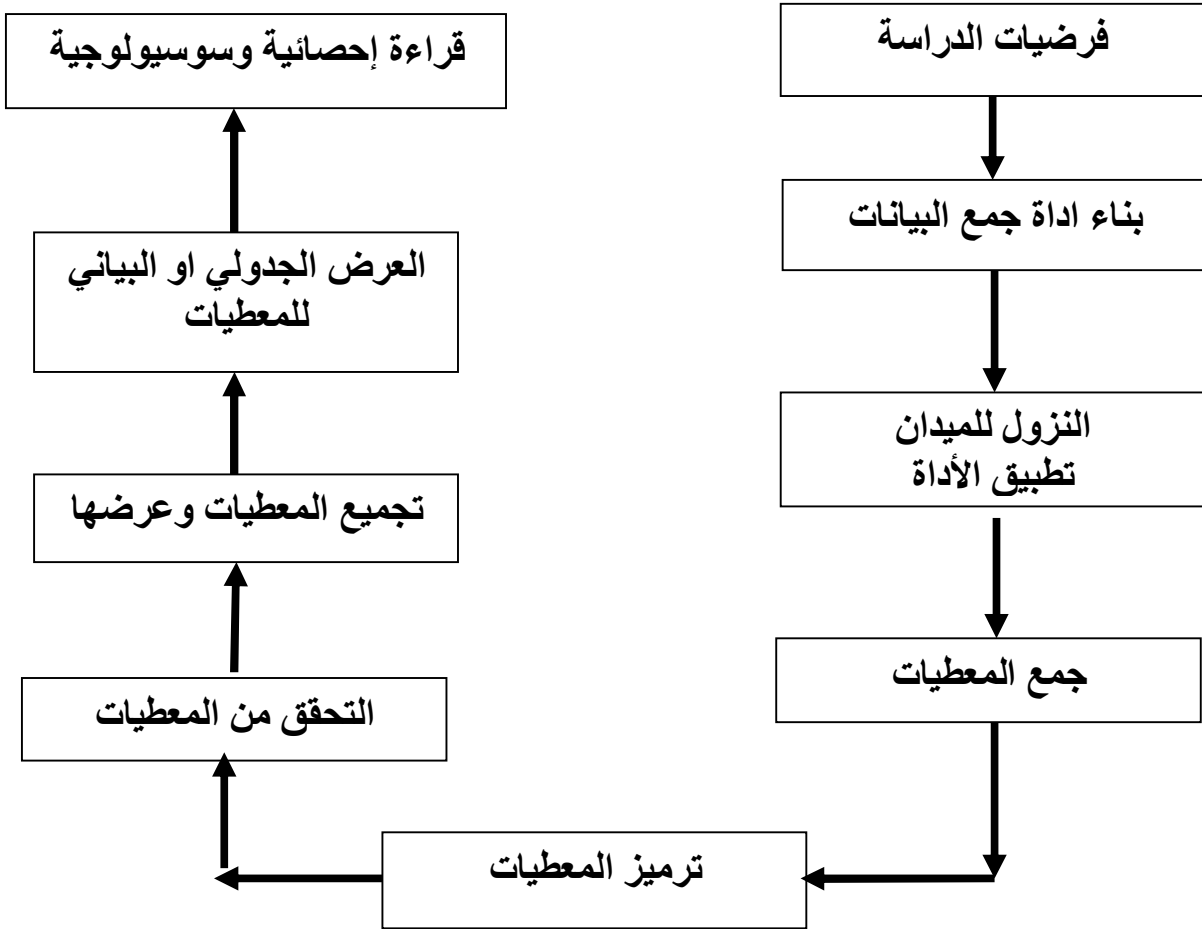 فرضيات الدراسة
بناء اداة جمع البيانات
النزول للميدان
تطبيق الأداة
جمع المعطيات
ترميز المعطيات
التحقق من المعطيات
تجميع المعطيات وعرضها
العرض الجدولي او البياني
للمعطيات
قراءة إحصائية وسوسيولوجية